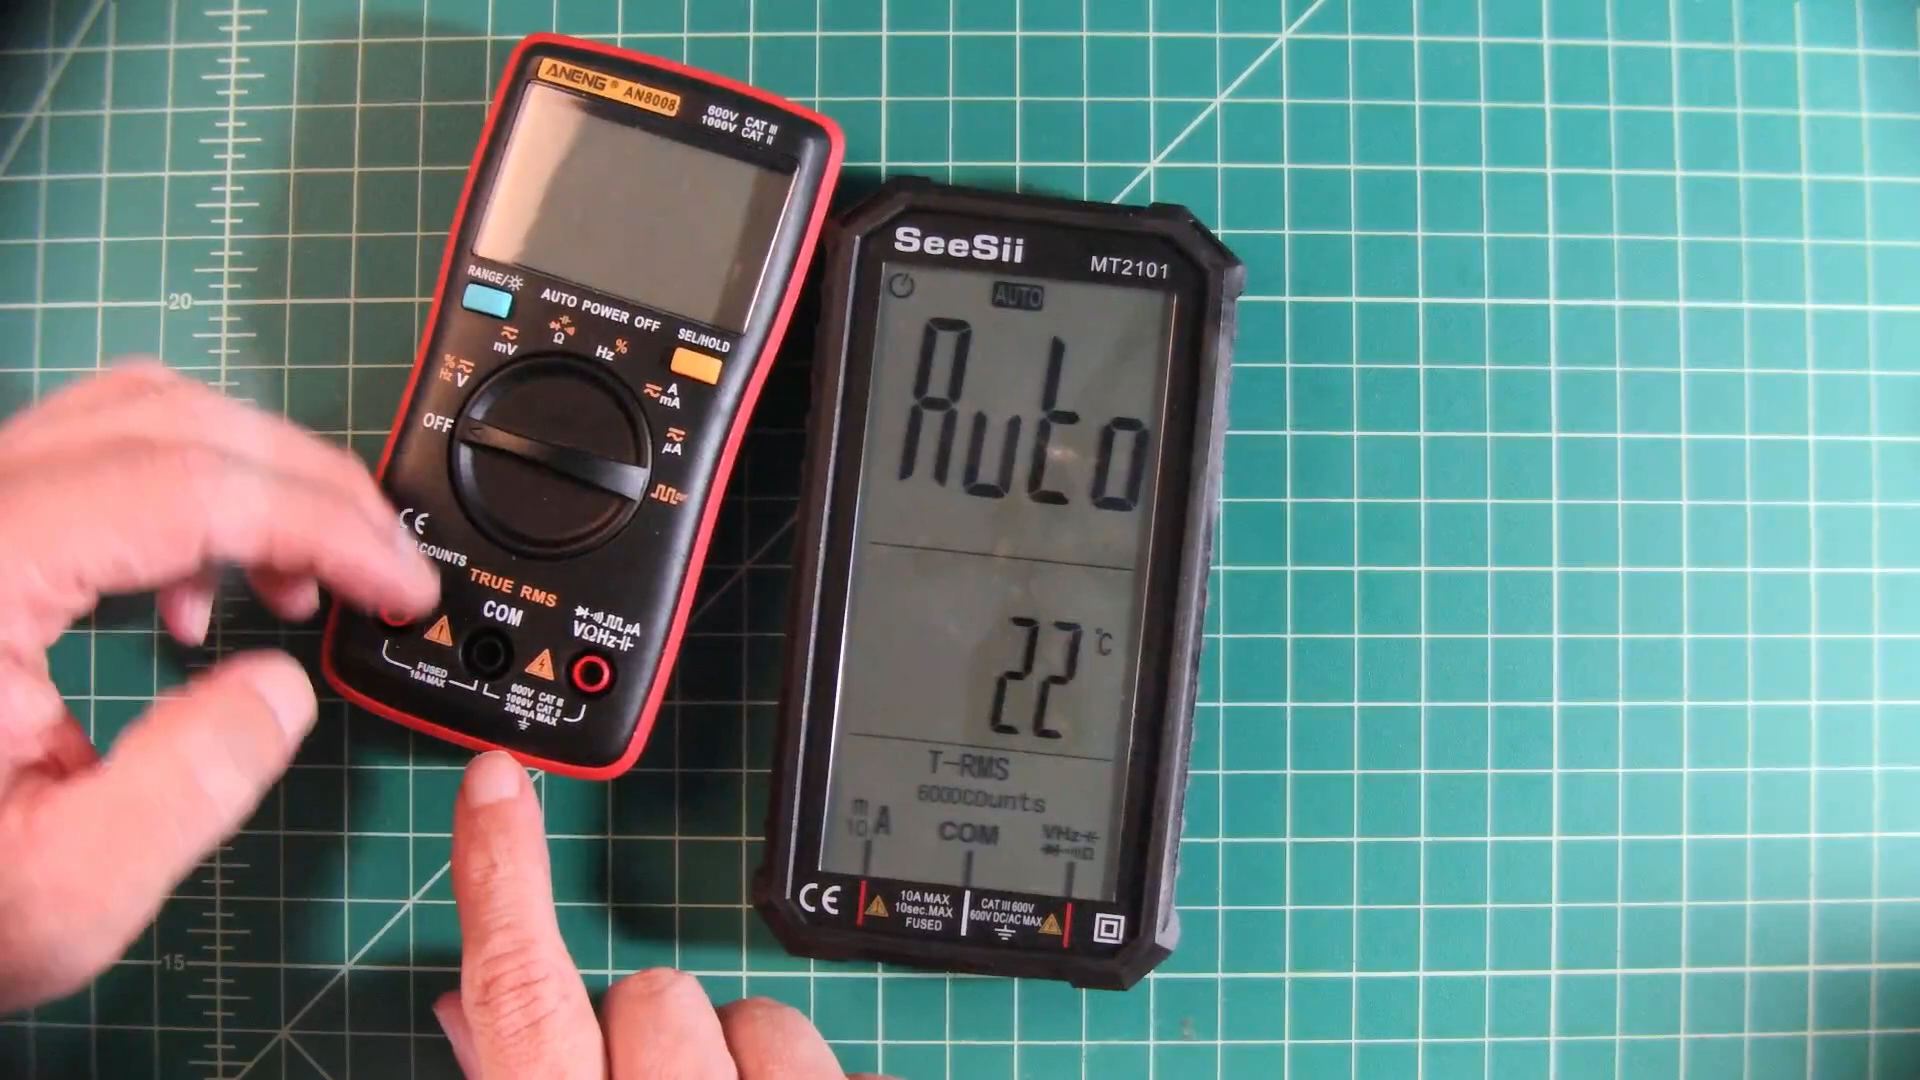 ANENG® AN8008
600V CAT III
1000V CAT II
RANGE/
AUTO POWER OFF
SEL/HOLD
mV
Ω
Hz %
% Hz V
A mA
OFF
μA
OUT
CE
COUNTS
TRUE RMS
COM
μA
VΩHz
FUSED
10A MAX
600V CAT III
1000V CAT II
200mA MAX
20
15
SeeSii
MT2101
AUTO
Auto
22 °C
T-RMS
6000COunts
m
10 A
COM
VHz
Ω
CE
10A MAX
10sec.MAX
FUSED
CAT III 600V
600V DC/AC MAX